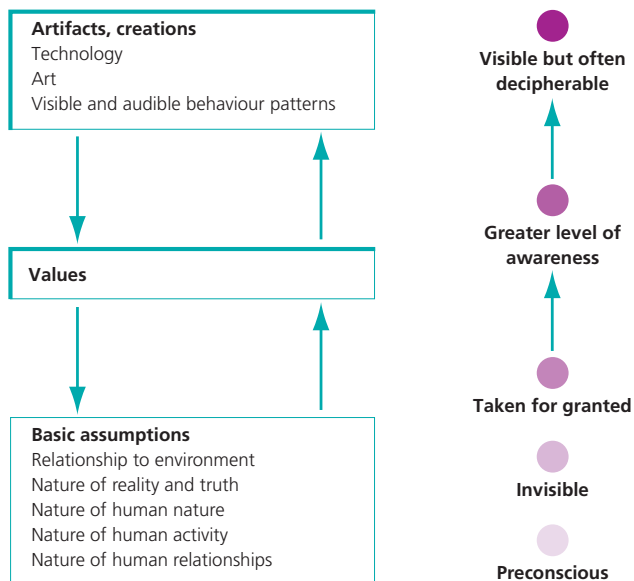 Artifacts, creations
Technology
Art
Visible and audible behaviour patterns
Values
Basic assumptions
Relationship to environment
Nature of reality and truth
Nature of human nature
Nature of human activity
Nature of human relationships
Visible but often
decipherable
Greater level of
awareness
Taken for granted
Invisible
Preconscious